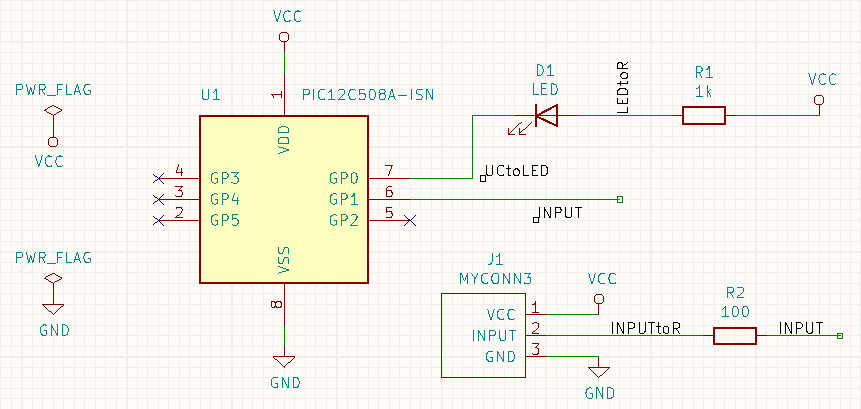 VCC
PWR_FLAG
VCC
U1
PIC12C508A-ISN
1
VDD
4 GP3
3 GP4
2 GP5
GP0 7
GP1 6
GP2 5
VSS
8
GND
D1
LED
LEDtoR
R1
1k
VCC
UCtoLED
INPUT
PWR_FLAG
GND
J1
MYCONN3
VCC 1
INPUT 2
GND 3
VCC
INPUTtoR
R2
100
INPUT
GND